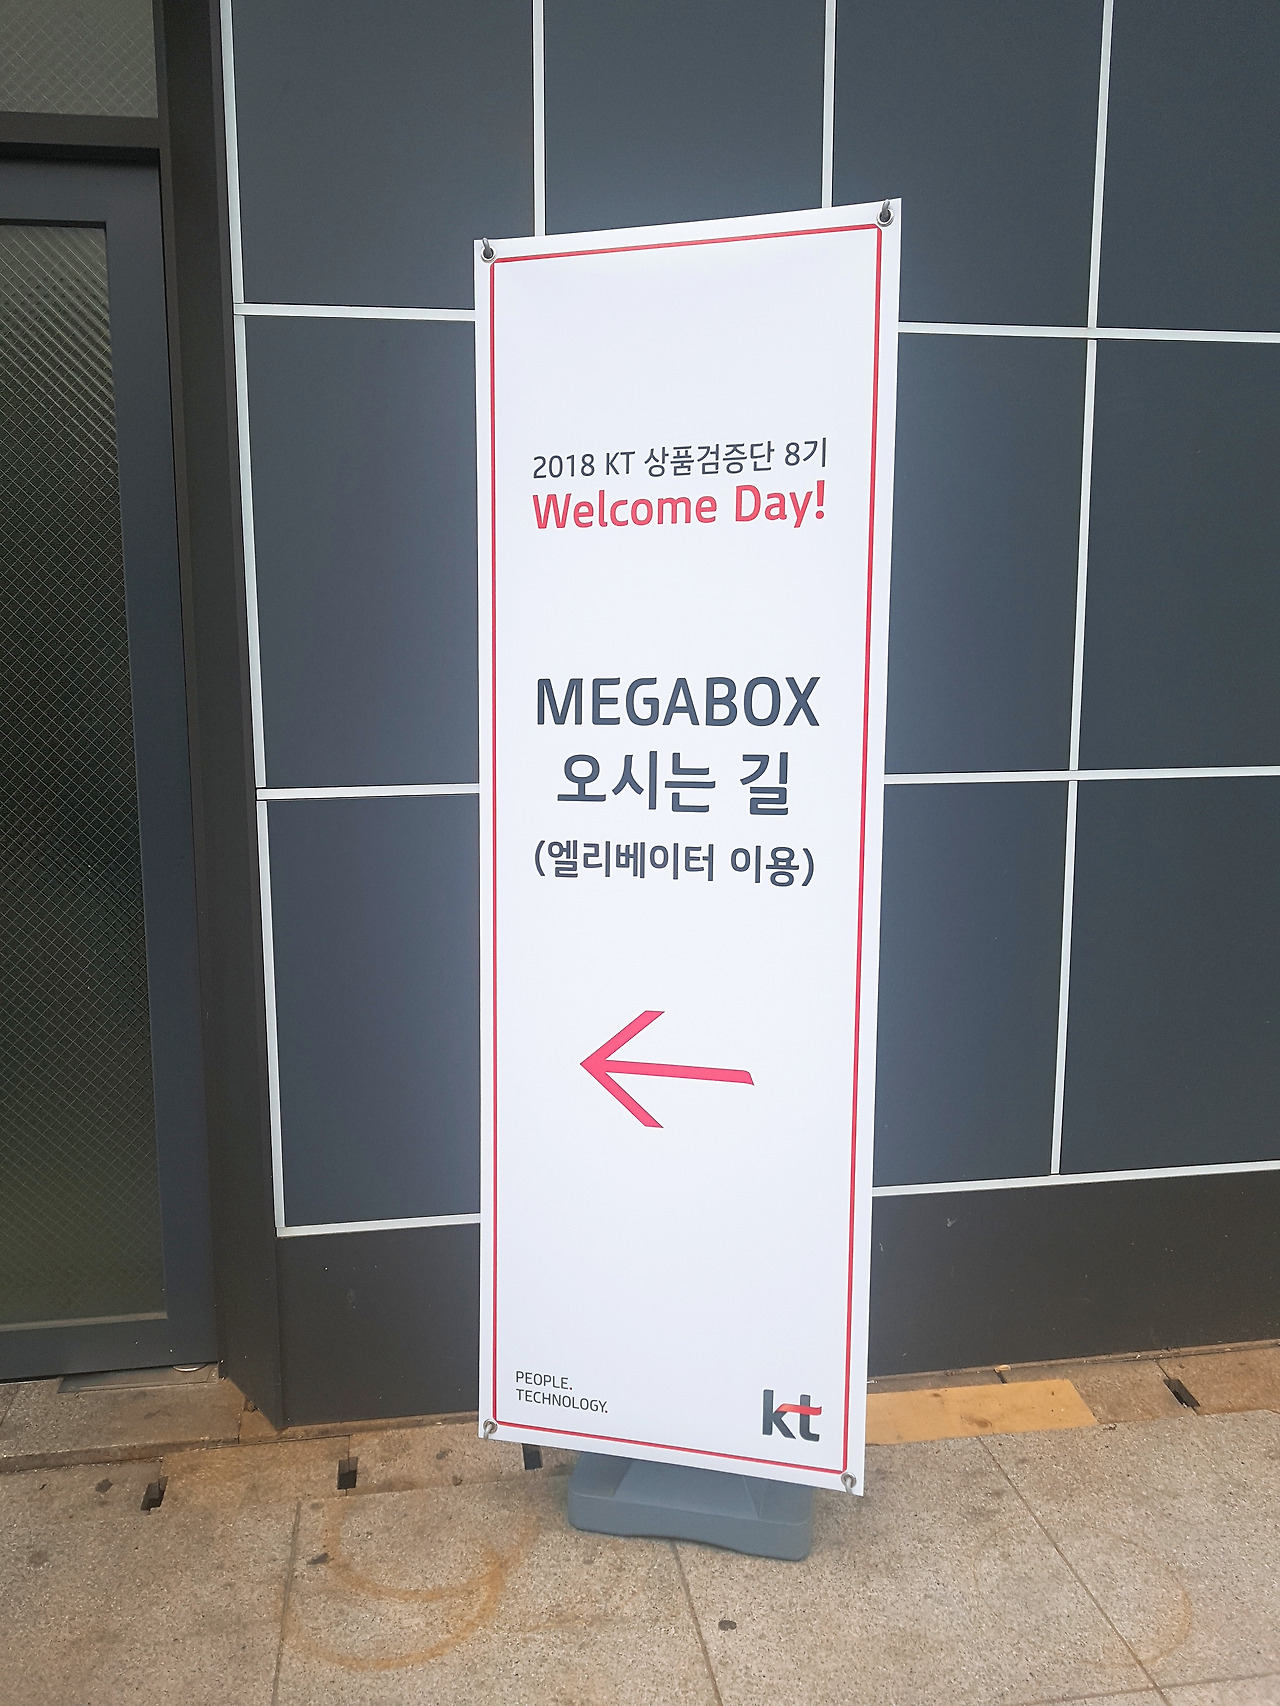 2018 KT 상품검증단 8기
Welcome Day!
MEGABOX
오시는 길
(엘리베이터 이용)
PEOPLE.
TECHNOLOGY.
kt